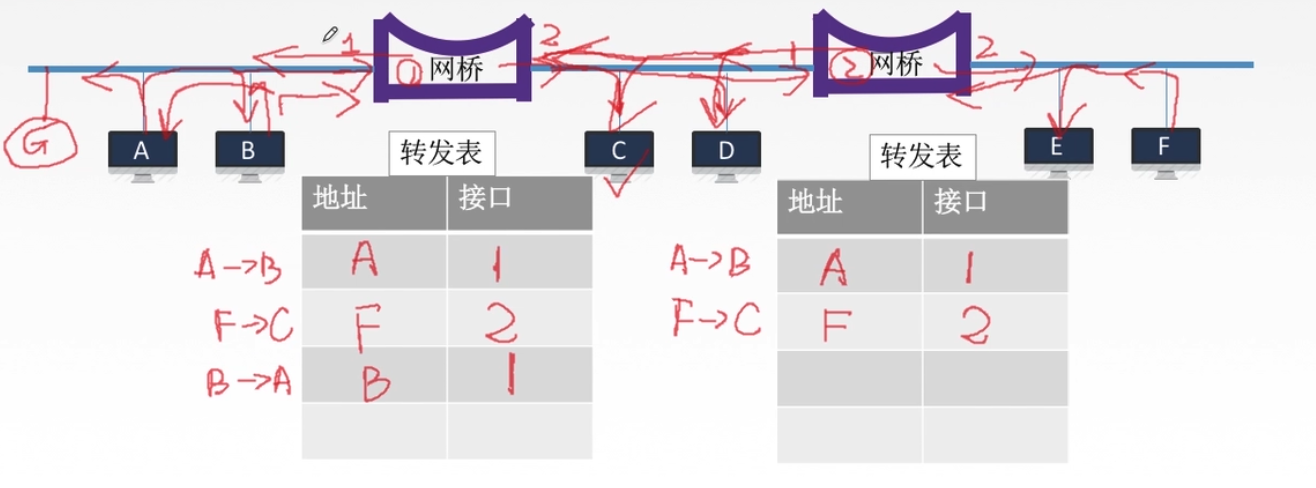 1 ① 网桥 2 1 ② 网桥 2
G A B C D E F
转发表 转发表
地址 接口
A→B A 1
F→C F 2
B→A B 1
地址 接口
A→B A 1
F→C F 2